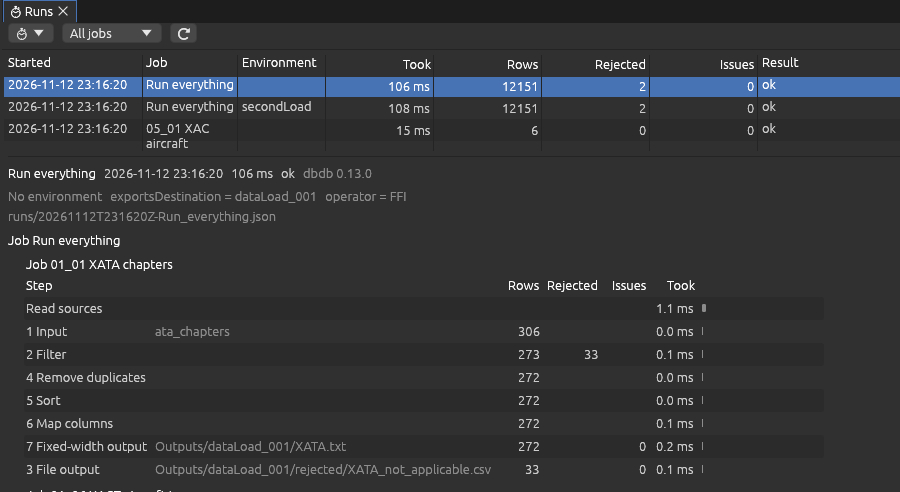 Runs
All jobs
Started Job Environment Took Rows Rejected Issues Result
2026-11-12 23:16:20 Run everything 106 ms 12151 2 0 ok
2026-11-12 23:16:20 Run everything secondLoad 108 ms 12151 2 0 ok
2026-11-12 23:16:20 05_01 XAC aircraft 15 ms 6 0 0 ok
Run everything 2026-11-12 23:16:20 106 ms ok dbdb 0.13.0
No environment exportsDestination = dataLoad_001 operator = FFI
runs/20261112T231620Z-Run_everything.json
Job Run everything
Job 01_01 XATA chapters
Step Rows Rejected Issues Took
Read sources 1.1 ms
1 Input ata_chapters 306 0.0 ms
2 Filter 273 33 0.1 ms
4 Remove duplicates 272 0.0 ms
5 Sort 272 0.0 ms
6 Map columns 272 0.1 ms
7 Fixed-width output Outputs/dataLoad_001/XATA.txt 272 0 0.2 ms
3 File output Outputs/dataLoad_001/rejected/XATA_not_applicable.csv 33 0 0.1 ms